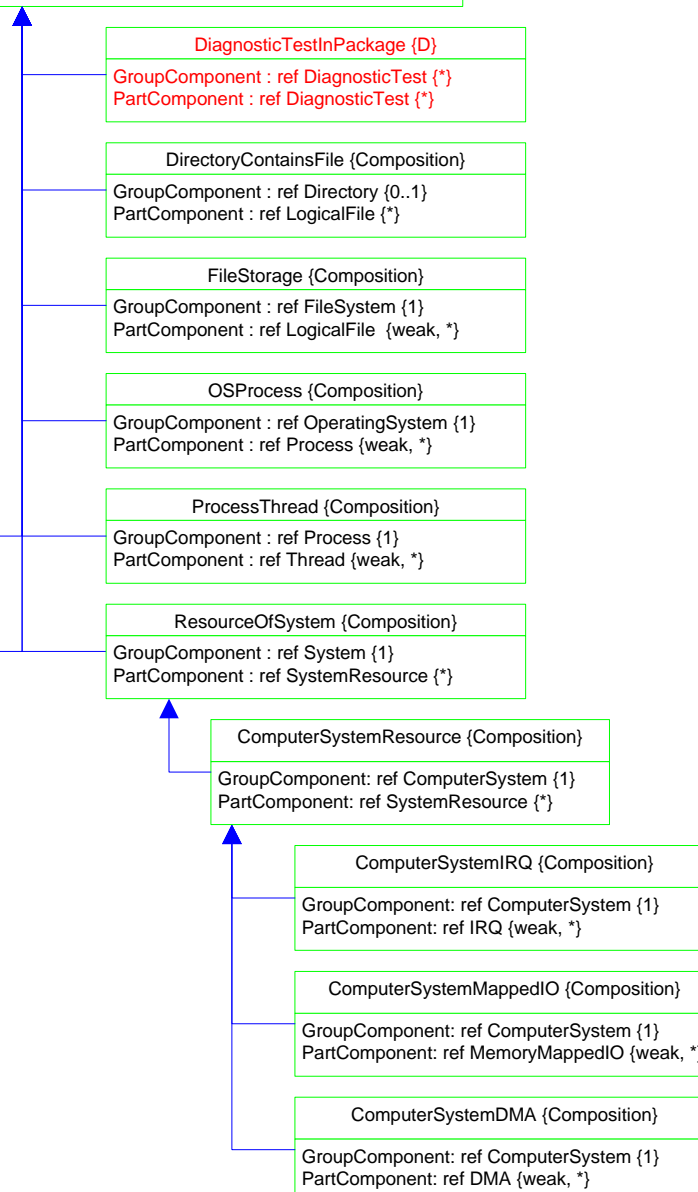 DiagnosticTestInPackage {D}
GroupComponent : ref DiagnosticTest {*}
PartComponent : ref DiagnosticTest {*}
DirectoryContainsFile {Composition}
GroupComponent : ref Directory {0..1}
PartComponent : ref LogicalFile {*}
FileStorage {Composition}
GroupComponent : ref FileSystem {1}
PartComponent : ref LogicalFile  {weak, *}
OSProcess {Composition}
GroupComponent : ref OperatingSystem {1}
PartComponent : ref Process {weak, *}
ProcessThread {Composition}
GroupComponent : ref Process {1}
PartComponent : ref Thread {weak, *}
ResourceOfSystem {Composition}
GroupComponent : ref System {1}
PartComponent : ref SystemResource {*}
ComputerSystemResource {Composition}
GroupComponent: ref ComputerSystem {1}
PartComponent: ref SystemResource {*}
ComputerSystemIRQ {Composition}
GroupComponent: ref ComputerSystem {1}
PartComponent: ref IRQ {weak, *}
ComputerSystemMappedIO {Composition}
GroupComponent: ref ComputerSystem {1}
PartComponent: ref MemoryMappedIO {weak, *}
ComputerSystemDMA {Composition}
GroupComponent: ref ComputerSystem {1}
PartComponent: ref DMA {weak, *}